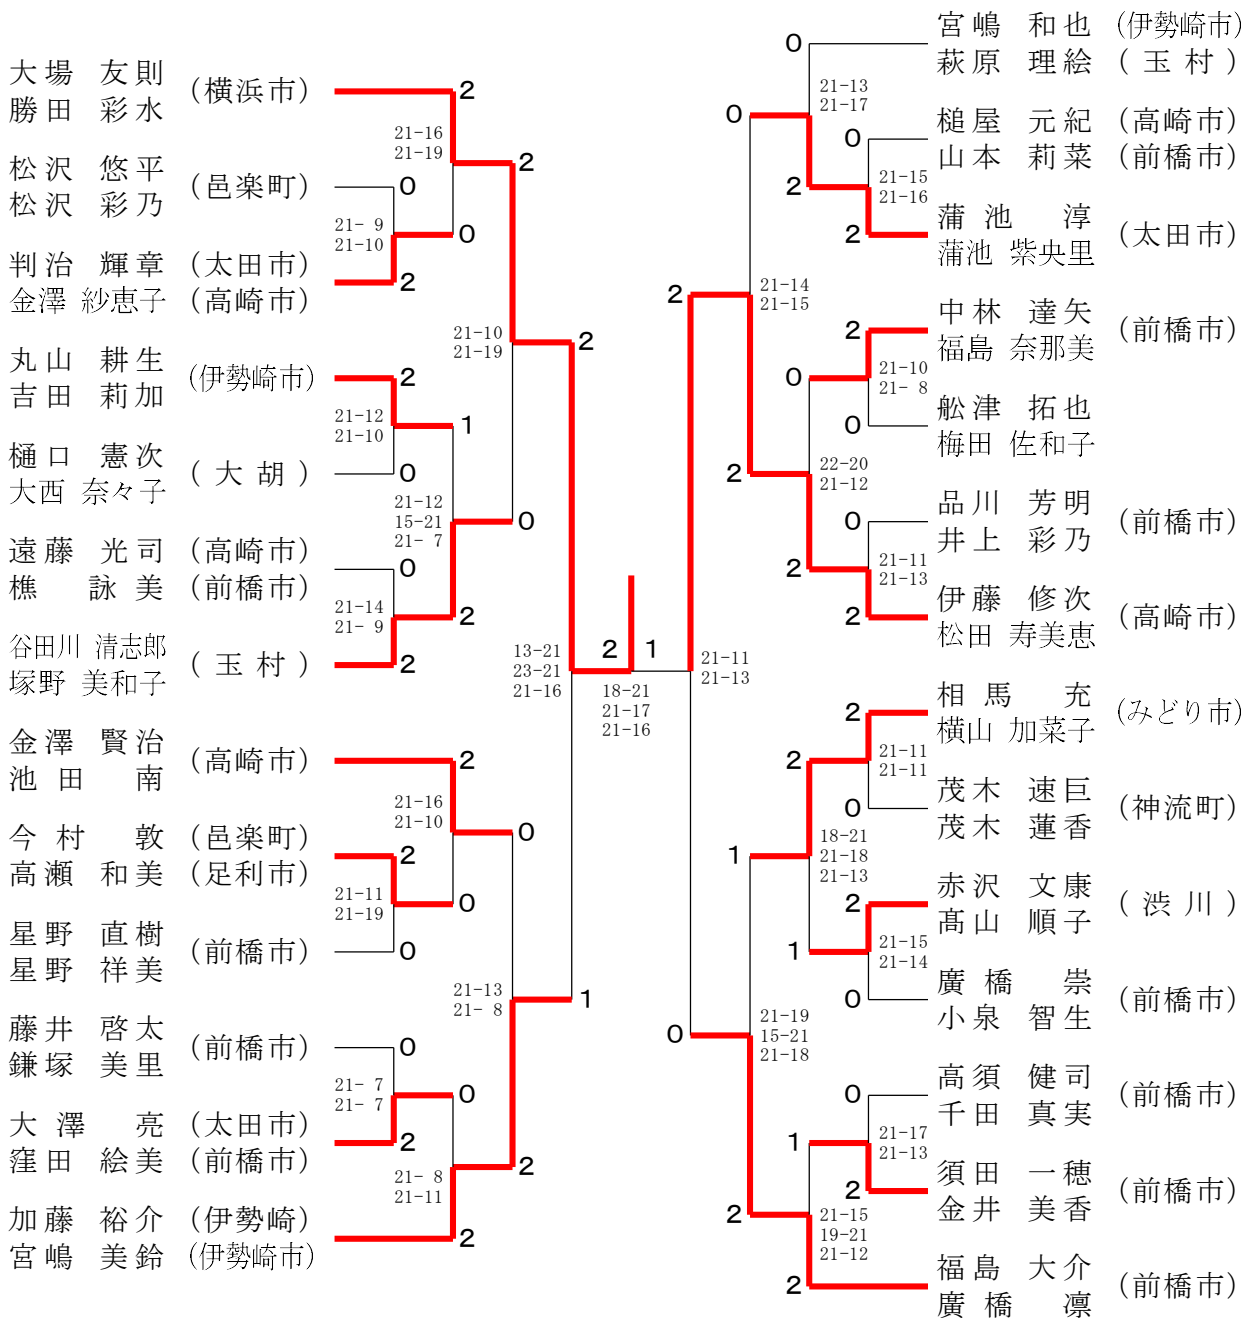 大場 友則 (横浜市)
勝田 彩水
2
21-16
21-19
2
松沢 悠平 (邑楽町)
松沢 彩乃
0
21- 9
21-10
0
判治 輝章 (太田市)
金澤 紗恵子 (高崎市)
2
21-10
21-19
2
丸山 耕生 (伊勢崎市)
吉田 莉加
2
21-12
21-10
1
樋口 憲次 (大胡)
大西 奈々子
0
21-12
15-21
21- 7
0
遠藤 光司 (高崎市)
樵 詠美 (前橋市)
0
21-14
21- 9
2
谷田川 清志郎 (玉村)
塚野 美和子
2
13-21
23-21
21-16
2
1
18-21
21-17
21-16
金澤 賢治 (高崎市)
池田 南
2
21-16
21-10
0
今村 敦 (邑楽町)
高瀬 和美 (足利市)
2
21-11
21-19
0
星野 直樹 (前橋市)
星野 祥美
0
21-13
21- 8
1
藤井 啓太 (前橋市)
鎌塚 美里
0
21- 7
21- 7
0
大澤 亮 (太田市)
窪田 絵美 (前橋市)
2
21- 8
21-11
2
加藤 裕介 (伊勢崎)
宮嶋 美鈴 (伊勢崎市)
2
宮嶋 和也 (伊勢崎市)
萩原 理絵 (玉村)
0
21-13
21-17
0
槌屋 元紀 (高崎市)
山本 莉菜 (前橋市)
0
21-15
21-16
2
蒲池 淳 (太田市)
蒲池 紫央里
2
21-14
21-15
2
中林 達矢 (前橋市)
福島 奈那美
2
21-10
21- 8
0
舩津 拓也
梅田 佐和子
0
22-20
21-12
2
品川 芳明 (前橋市)
井上 彩乃
0
21-11
21-13
2
伊藤 修次 (高崎市)
松田 寿美恵
2
21-11
21-13
相馬 充 (みどり市)
横山 加菜子
2
21-11
21-11
2
茂木 速巳 (神流町)
茂木 蓮香
0
18-21
21-18
21-13
1
赤沢 文康 (渋川)
髙山 順子
2
21-15
21-14
1
廣橋 崇 (前橋市)
小泉 智生
0
21-19
15-21
21-18
0
高須 健司 (前橋市)
千田 真実
0
21-17
21-13
1
須田 一穂 (前橋市)
金井 美香
2
21-15
19-21
21-12
2
福島 大介 (前橋市)
廣橋 凛
2